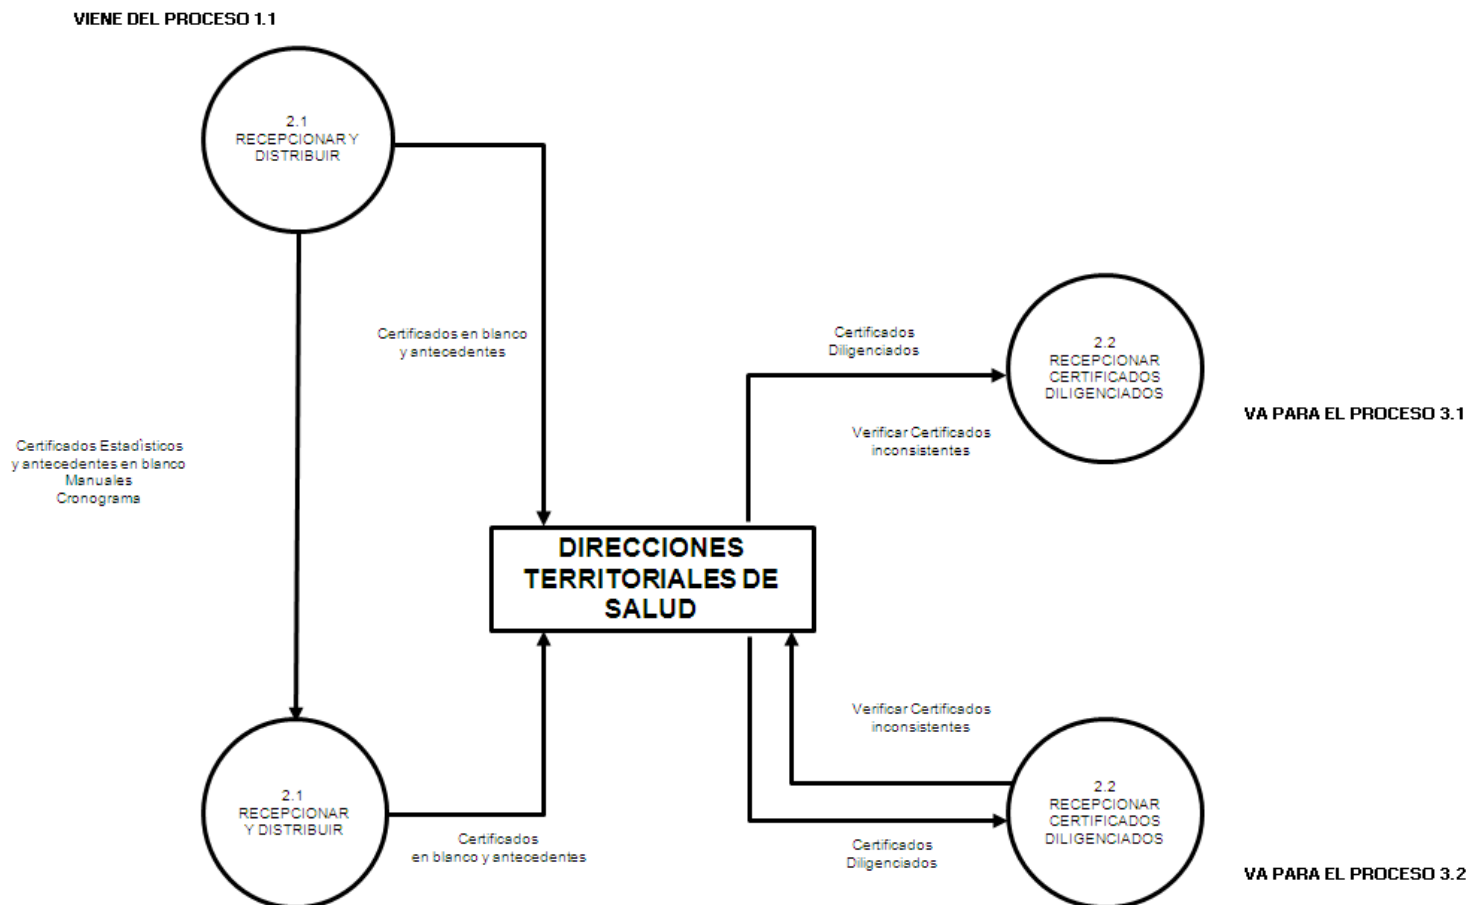 VIENE DEL PROCESO 1.1
2.1
RECEPCIONAR Y
DISTRIBUIR
Certificados en blanco
y antecedentes
Certificados
Diligenciados
2.2
RECEPCIONAR
CERTIFICADOS
DILIGENCIADOS
VA PARA EL PROCESO 3.1
Verificar Certificados
inconsistentes
Certificados Estadísticos
y antecedentes en blanco
Manuales
Cronograma
DIRECCIONES
TERRITORIALES DE
SALUD
Verificar Certificados
inconsistentes
2.1
RECEPCIONAR
Y DISTRIBUIR
Certificados
en blanco y antecedentes
2.2
RECEPCIONAR
CERTIFICADOS
DILIGENCIADOS
Certificados
Diligenciados
VA PARA EL PROCESO 3.2